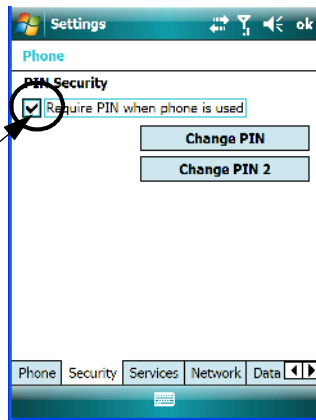 Settings ok
Phone
PIN Security
Require PIN when phone is used
Change PIN
Change PIN 2
Phone Security Services Network Data